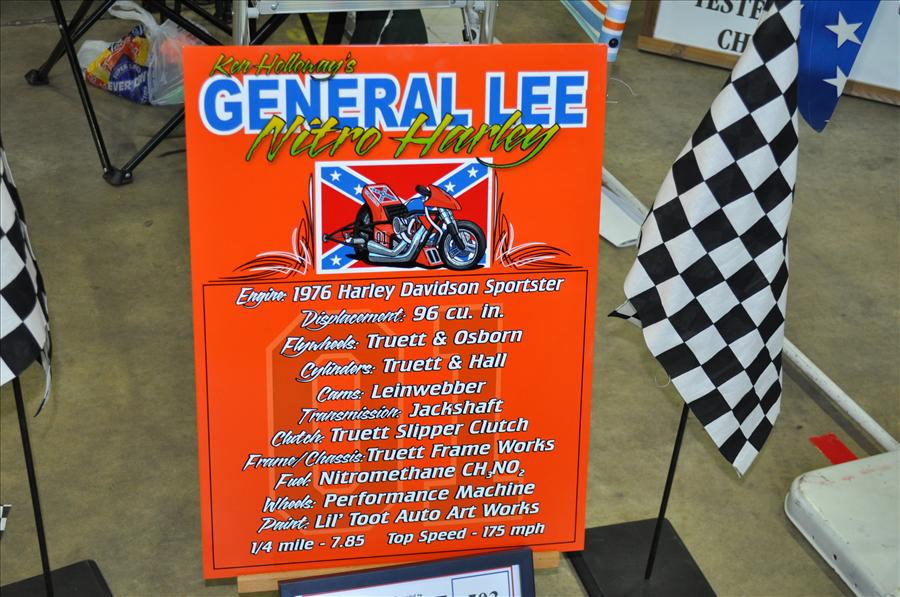 Ken Holloway's
GENERAL LEE
Nitro Harley
01
Engine: 1976 Harley Davidson Sportster
Displacement: 96 cu. in.
Flywheels: Truett & Osborn
Cylinders: Truett & Hall
Cams: Leinwebber
Transmission: Jackshaft
Clutch: Truett Slipper Clutch
Frame/Chassis: Truett Frame Works
Fuel: Nitromethane CH3NO2
Wheels: Performance Machine
Paint: Lil' Toot Auto Art Works
1/4 mile - 7.85 Top Speed - 175 mph